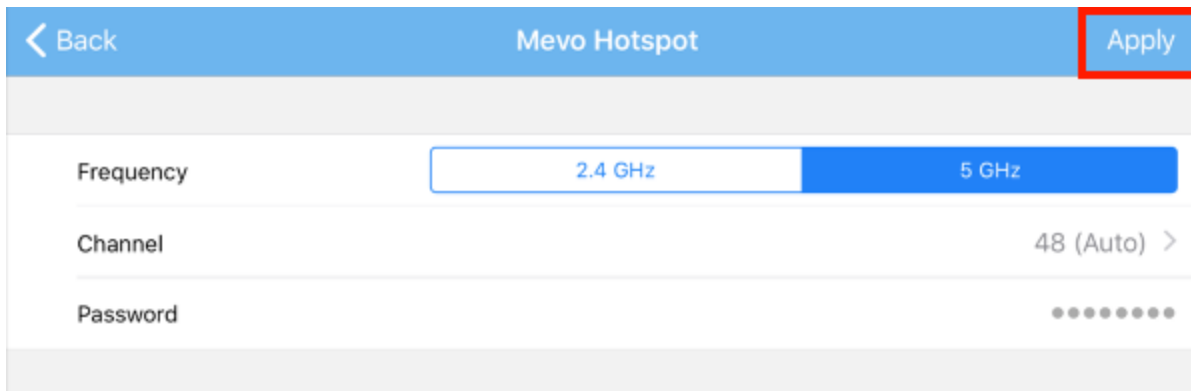 Back Mevo Hotspot Apply
Frequency 2.4 GHz 5 GHz
Channel 48 (Auto)
Password ••••••••